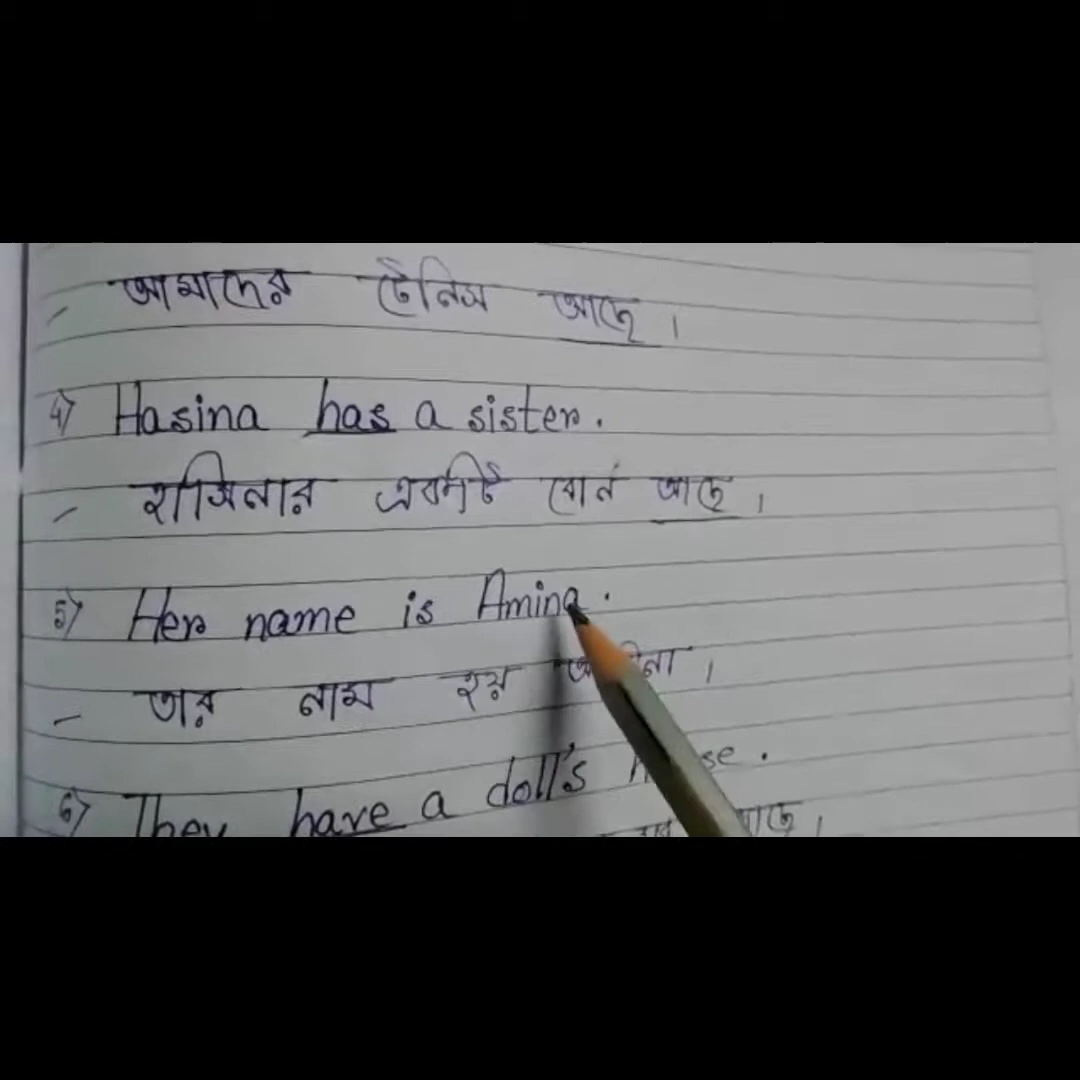 - আমাদের টেনিস আছে।
4) Hasina has a sister.
- হাসিনার একটি বোন আছে।
5) Her name is Amina.
- তার নাম হয়
6) They have a doll's